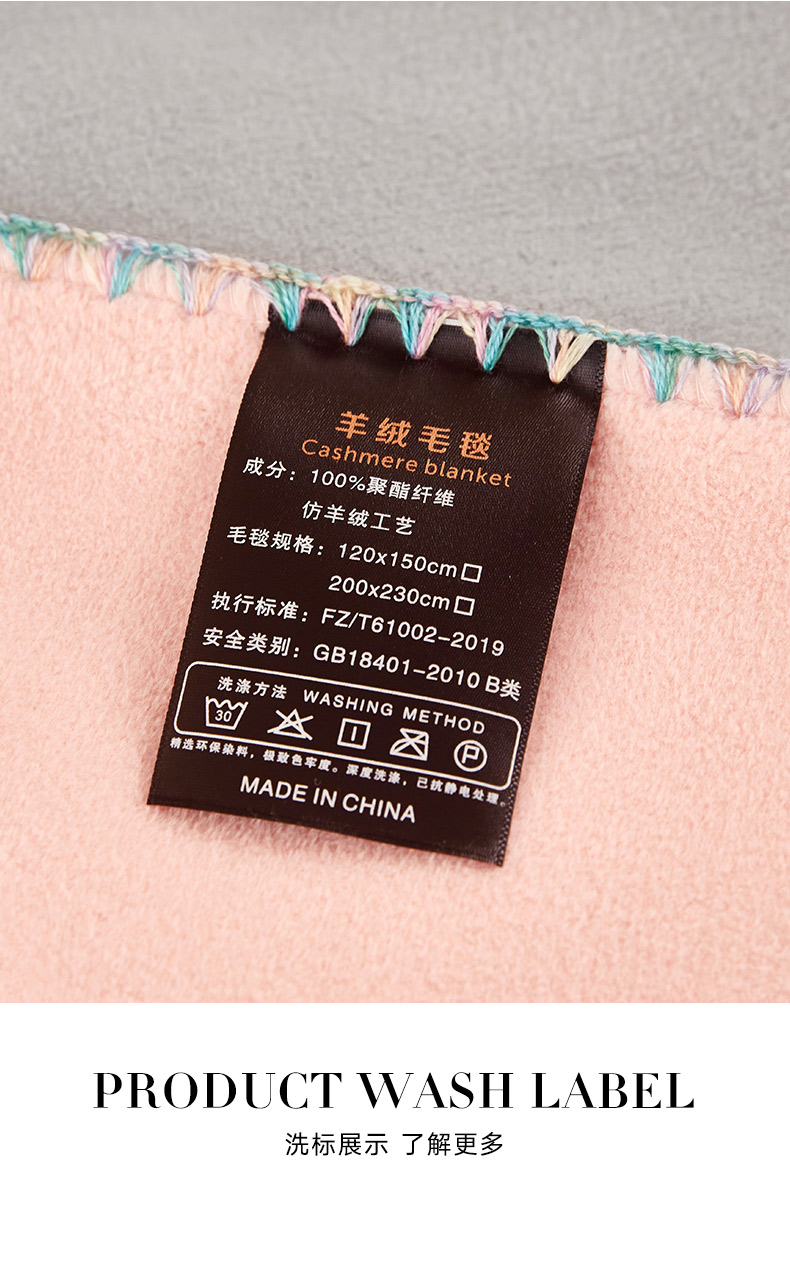 羊绒毛毯
Cashmere blanket
成分：100%聚酯纤维
仿羊绒工艺
毛毯规格：120x150cm□
200x230cm□
执行标准：FZ/T61002-2019
安全类别：GB18401-2010 B类
洗涤方法 WASHING METHOD
30 P
精选环保染料，极致色牢度。深度洗涤，已抗静电处理。
MADE IN CHINA
PRODUCT WASH LABEL
洗标展示 了解更多